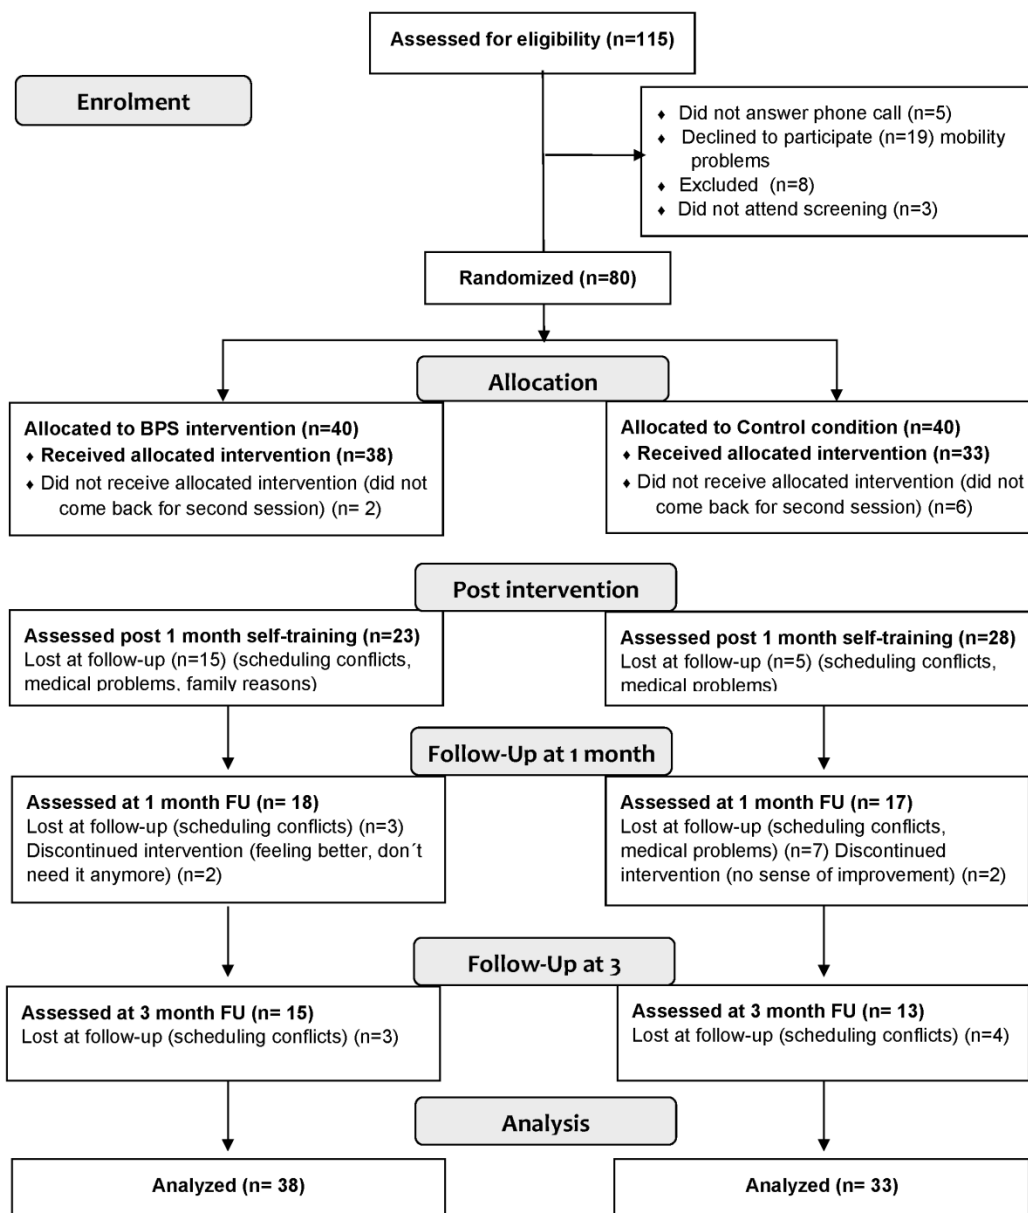 Assessed for eligibility (n=115)
Enrolment
♦ Did not answer phone call (n=5)
♦ Declined to participate (n=19) mobility
problems
♦ Excluded (n=8)
♦ Did not attend screening (n=3)
Randomized (n=80)
Allocation
Allocated to BPS intervention (n=40)
♦ Received allocated intervention (n=38)
♦ Did not receive allocated intervention (did not
come back for second session) (n= 2)
Allocated to Control condition (n=40)
♦ Received allocated intervention (n=33)
♦ Did not receive allocated intervention (did not
come back for second session) (n=6)
Post intervention
Assessed post 1 month self-training (n=23)
Lost at follow-up (n=15) (scheduling conflicts,
medical problems, family reasons)
Assessed post 1 month self-training (n=28)
Lost at follow-up (n=5) (scheduling conflicts,
medical problems)
Follow-Up at 1 month
Assessed at 1 month FU (n= 18)
Lost at follow-up (scheduling conflicts) (n=3)
Discontinued intervention (feeling better, don´t
need it anymore) (n=2)
Assessed at 1 month FU (n= 17)
Lost at follow-up (scheduling conflicts,
medical problems) (n=7) Discontinued
intervention (no sense of improvement) (n=2)
Follow-Up at 3
Assessed at 3 month FU (n= 15)
Lost at follow-up (scheduling conflicts) (n=3)
Assessed at 3 month FU (n= 13)
Lost at follow-up (scheduling conflicts) (n=4)
Analysis
Analyzed (n= 38)
Analyzed (n= 33)